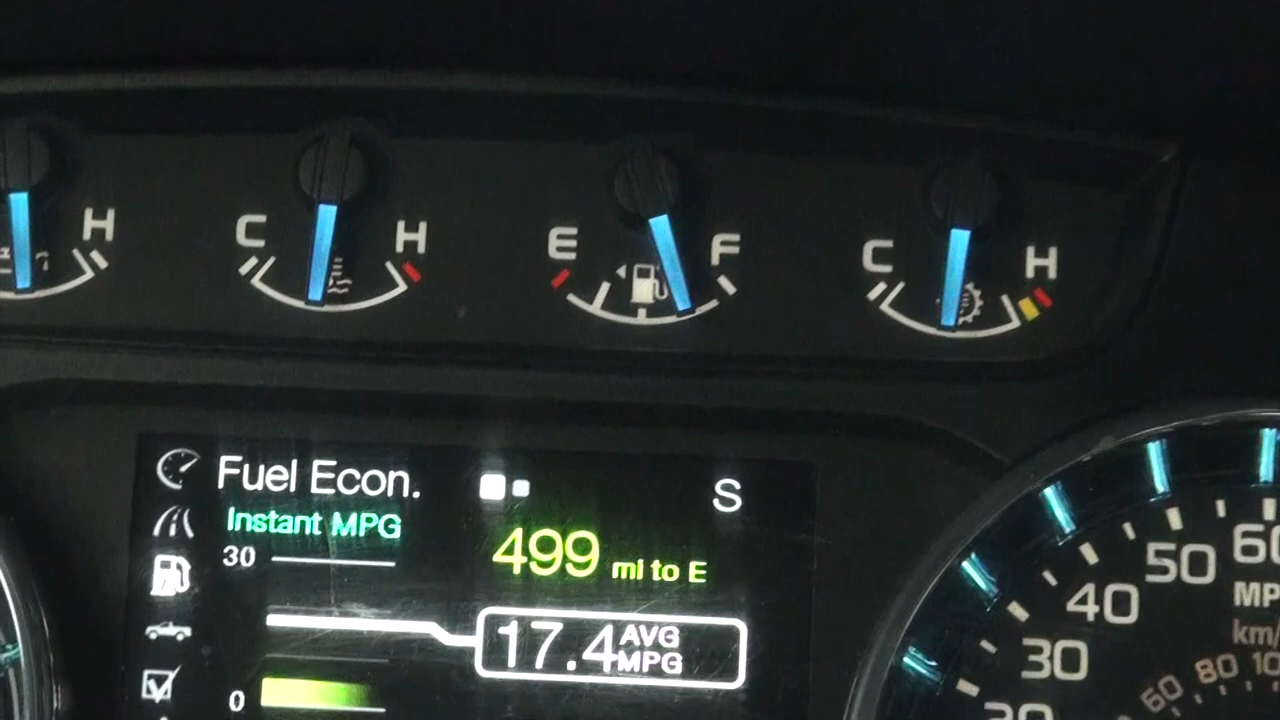 H
C H
E F
C H
Fuel Econ.
S
Instant MPG
30
499 mi to E
17.4 AVG MPG
0
60
50
40
30
MP
km/
80
60